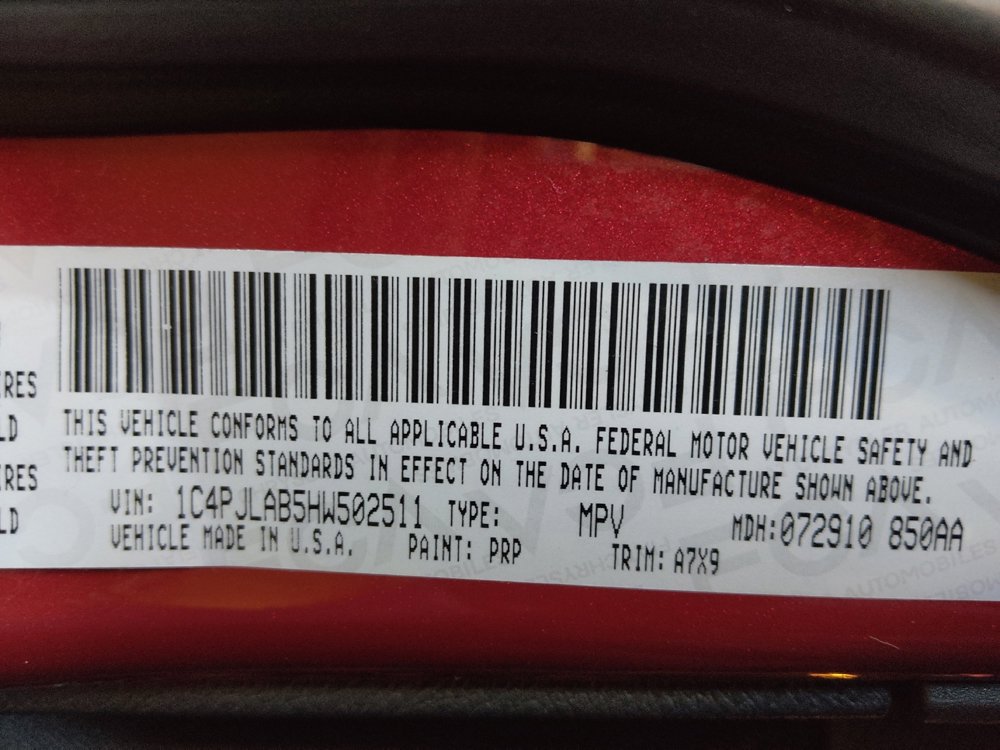 IRES
LD
IRES
LD
THIS VEHICLE CONFORMS TO ALL APPLICABLE U.S.A. FEDERAL MOTOR VEHICLE SAFETY AND
THEFT PREVENTION STANDARDS IN EFFECT ON THE DATE OF MANUFACTURE SHOWN ABOVE.
VIN: 1C4PJLAB5HW502511 TYPE: MPV MDH:072910 850AA
VEHICLE MADE IN U.S.A. PAINT: PRP TRIM: A7X9